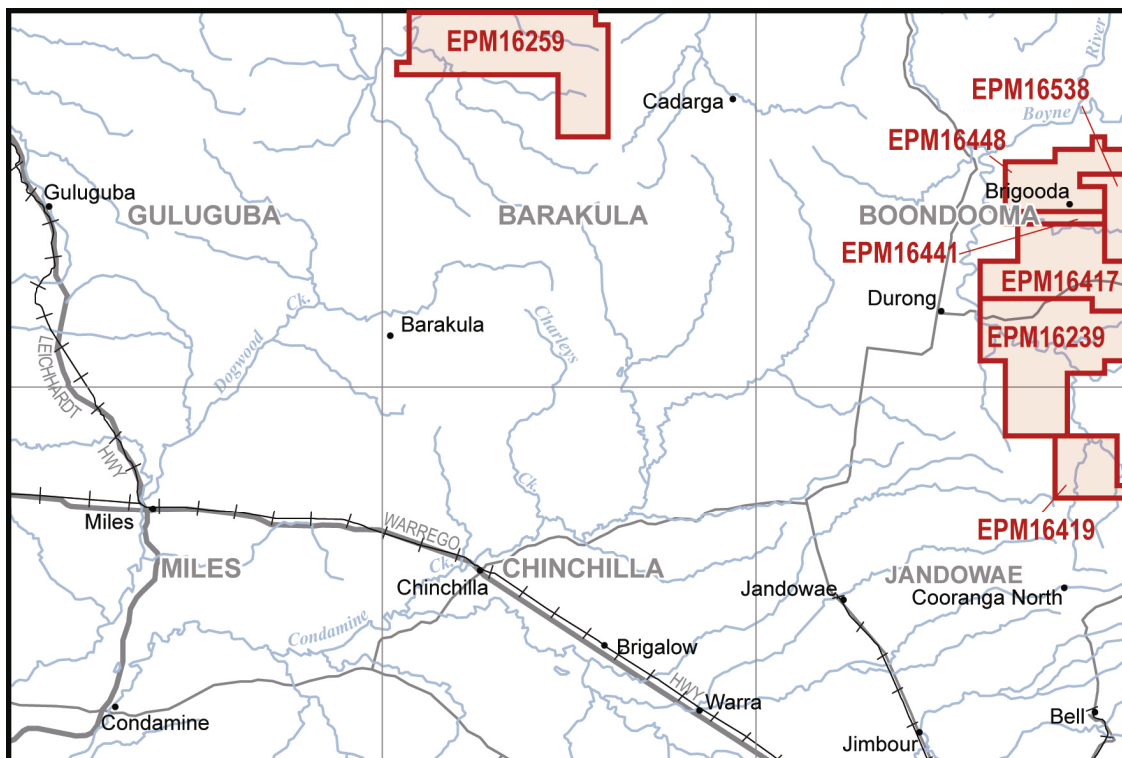 EPM16259
Cadarga
EPM16538
River
Boyne
EPM16448
Guluguba
Brigooda
GULUGUBA
BARAKULA
BOONDOOMA
EPM16441
EPM16417
Ck.
Durong
Barakula
Charleys
EPM16239
Dogwood
LEICHHARDT
HWY
Ck.
Miles
WARREGO
EPM16419
Ck.
MILES
CHINCHILLA
JANDOWAE
Chinchilla
Jandowae
Cooranga North
Condamine
Brigalow
HWY
Warra
Condamine
Bell
Jimbour